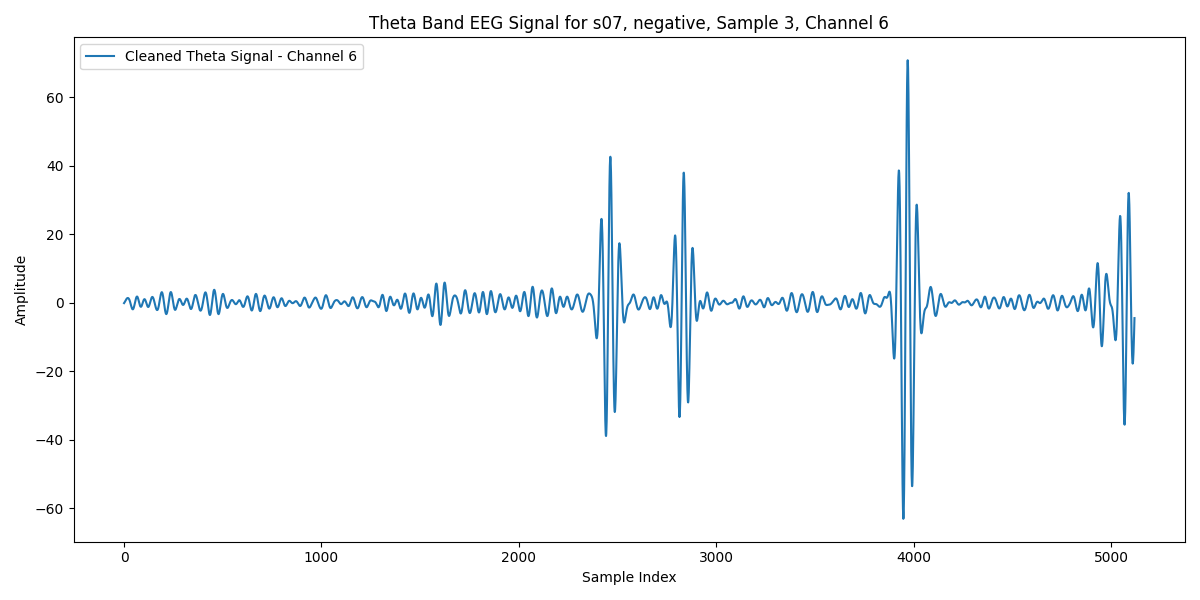 Theta Band EEG Signal for s07, negative, Sample 3, Channel 6
Cleaned Theta Signal - Channel 6
Amplitude
60
40
20
0
−20
−40
−60
0 1000 2000 3000 4000 5000
Sample Index